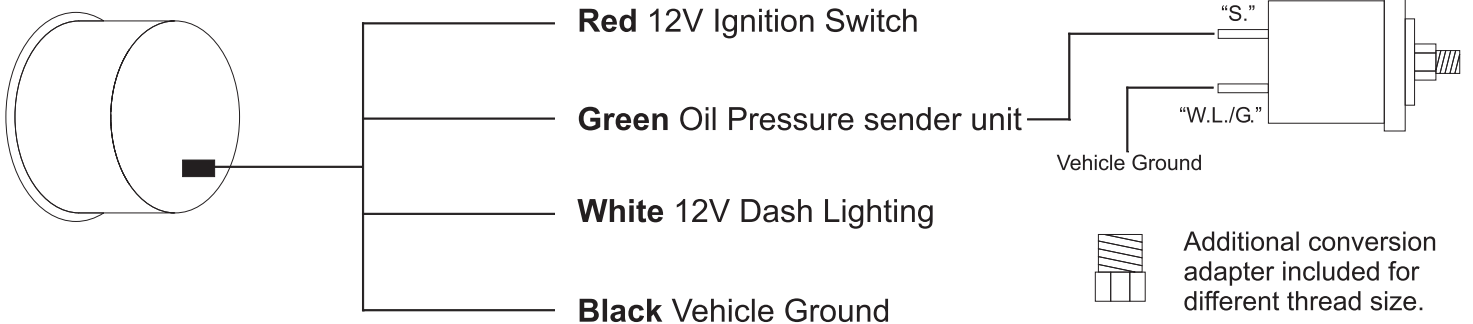 Red 12V Ignition Switch
“S.”
Green Oil Pressure sender unit
“W.L./G.”
Vehicle Ground
White 12V Dash Lighting
Additional conversion
adapter included for
different thread size.
Black Vehicle Ground